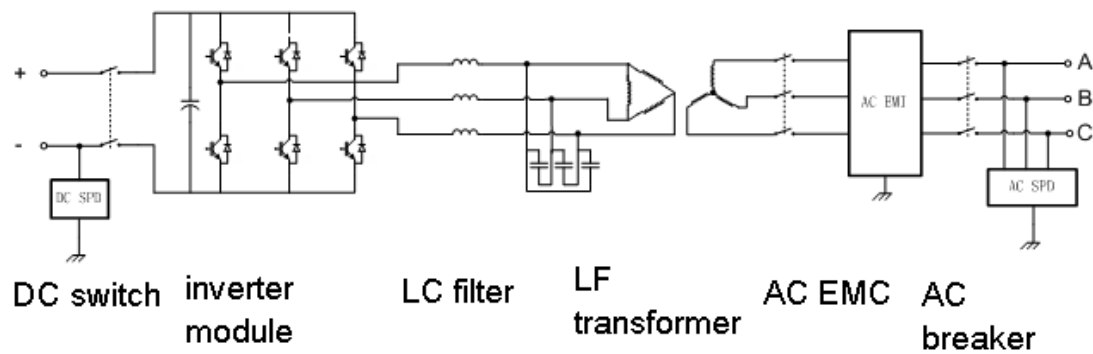 +
A
AC EMI
B
-
C
DC SPD
AC SPD
DC switch
inverter
module
LC filter
LF
transformer
AC EMC
AC
breaker